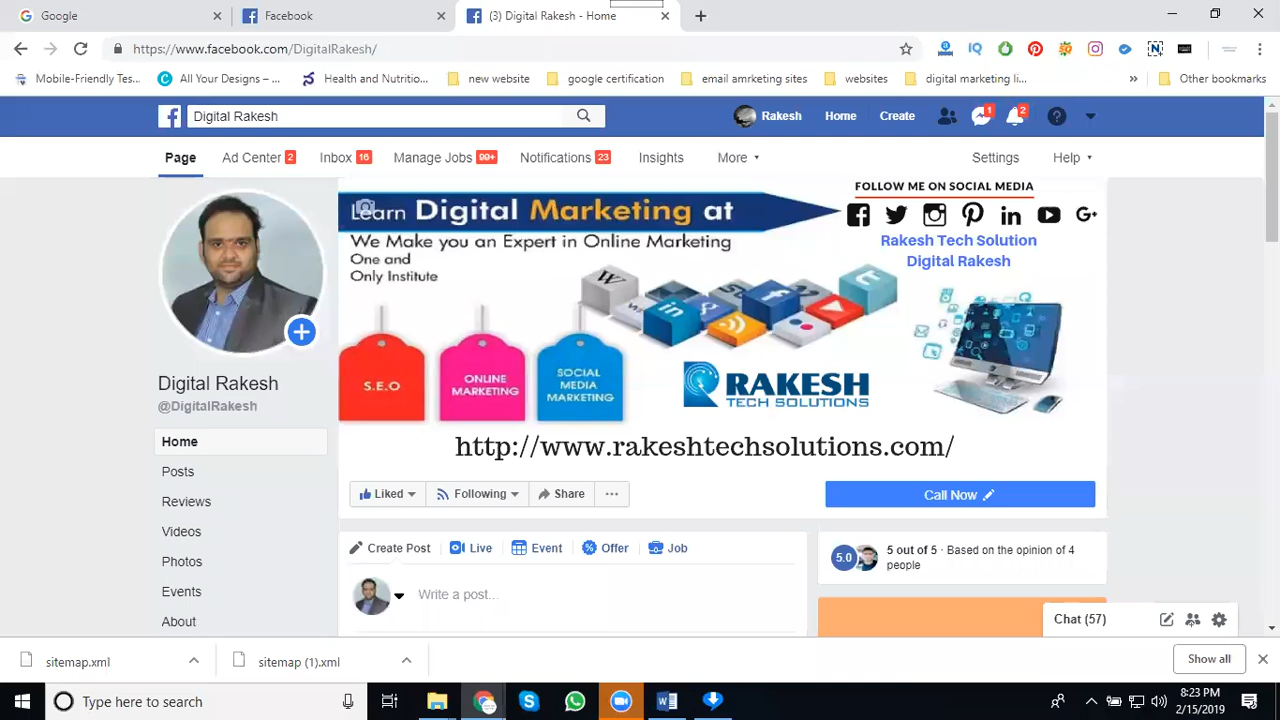 Google
Facebook
(3) Digital Rakesh - Home
https://www.facebook.com/DigitalRakesh/
Mobile-Friendly Tes...
All Your Designs – ...
Health and Nutritio...
new website
google certification
email amrketing sites
websites
digital marketing li...
»
Other bookmarks
Digital Rakesh
Rakesh
Home
Create
1
2
Page
Ad Center 2
Inbox 16
Manage Jobs 99+
Notifications 23
Insights
More
Settings
Help
Learn Digital Marketing at
We Make you an Expert in Online Marketing
One and
Only Institute
FOLLOW ME ON SOCIAL MEDIA
Rakesh Tech Solution
Digital Rakesh
S.E.O
ONLINE
MARKETING
SOCIAL
MEDIA
MARKETING
RAKESH
TECH SOLUTIONS
http://www.rakeshtechsolutions.com/
Digital Rakesh
@DigitalRakesh
Home
Posts
Reviews
Videos
Photos
Events
About
Liked
Following
Share
...
Call Now
Create Post
Live
Event
Offer
Job
Write a post...
5.0
5 out of 5 · Based on the opinion of 4
people
Chat (57)
sitemap.xml
sitemap (1).xml
Show all
Type here to search
8:23 PM
2/15/2019